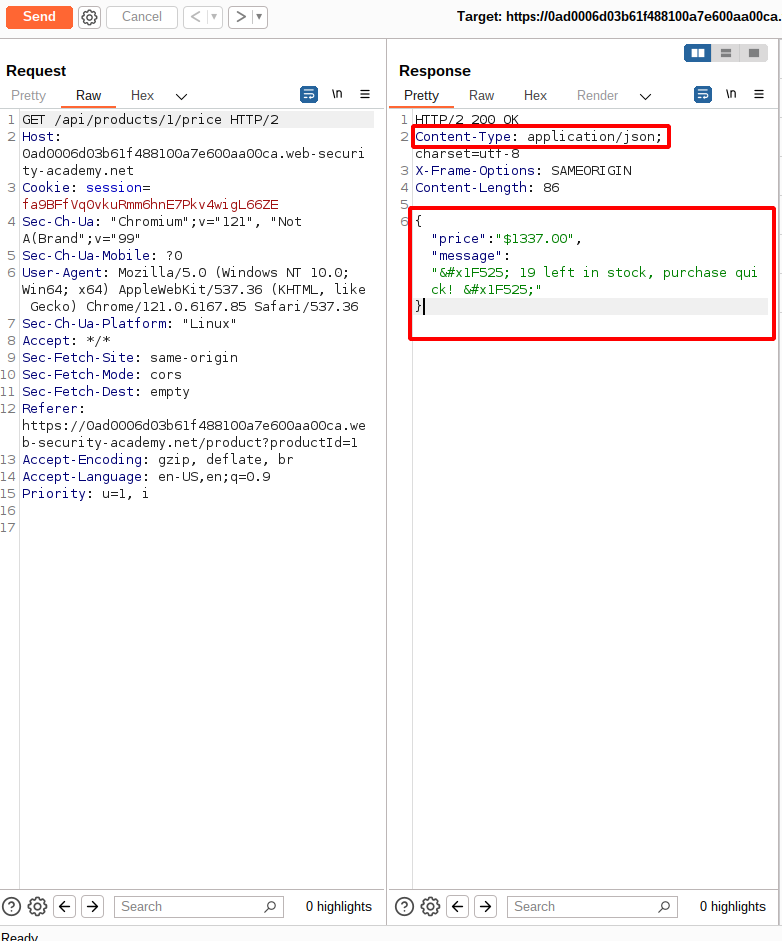 Send
Cancel
< ▾
> ▾
Target: https://0ad0006d03b61f488100a7e600aa00ca.
Request
Pretty Raw Hex
\n
1 GET /api/products/1/price HTTP/2
2 Host:
0ad0006d03b61f488100a7e600aa00ca.web-securi
ty-academy.net
3 Cookie: session=
fa9BFfVqOvkuRmm6hnE7Pkv4wigL66ZE
4 Sec-Ch-Ua: "Chromium";v="121", "Not
A(Brand";v="99"
5 Sec-Ch-Ua-Mobile: ?0
6 User-Agent: Mozilla/5.0 (Windows NT 10.0;
Win64; x64) AppleWebKit/537.36 (KHTML, like
Gecko) Chrome/121.0.6167.85 Safari/537.36
7 Sec-Ch-Ua-Platform: "Linux"
8 Accept: */*
9 Sec-Fetch-Site: same-origin
10 Sec-Fetch-Mode: cors
11 Sec-Fetch-Dest: empty
12 Referer:
https://0ad0006d03b61f488100a7e600aa00ca.we
b-security-academy.net/product?productId=1
13 Accept-Encoding: gzip, deflate, br
14 Accept-Language: en-US,en;q=0.9
15 Priority: u=1, i
16
17
Response
Pretty Raw Hex Render
\n
1 HTTP/2 200 OK
2 Content-Type: application/json;
charset=utf-8
3 X-Frame-Options: SAMEORIGIN
4 Content-Length: 86
5
6 {
"price":"$1337.00",
"message":
"&#x1F525; 19 left in stock, purchase qui
ck! &#x1F525;"
}
? Search 0 highlights
? Search 0 highlights
Ready